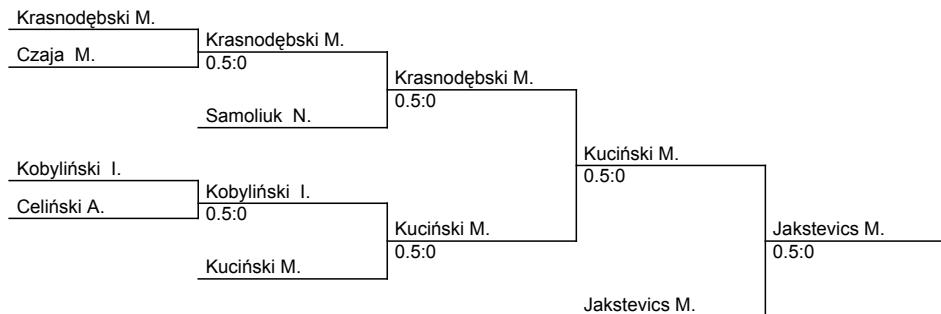 Krasnodębski M.
Czaja M.
Krasnodębski M.
0.5:0
Samoliuk N.
Krasnodębski M.
0.5:0
Kobyliński I.
Celiński A.
Kobyliński I.
0.5:0
Kuciński M.
Kuciński M.
0.5:0
Kuciński M.
0.5:0
Jakstevics M.
Jakstevics M.
0.5:0